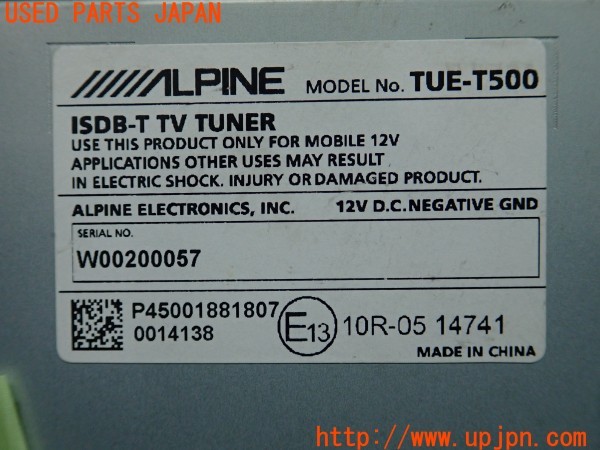 USED PARTS JAPAN
ALPINE MODEL No. TUE-T500
ISDB-T TV TUNER
USE THIS PRODUCT ONLY FOR MOBILE 12V
APPLICATIONS OTHER USES MAY RESULT
IN ELECTRIC SHOCK. INJURY OR DAMAGED PRODUCT.
ALPINE ELECTRONICS, INC. 12V D.C.NEGATIVE GND
SERIAL NO.
W00200057
P45001881807
0014138
E13 10R-05 14741
MADE IN CHINA
UPJ
http://www.upjpn.com/